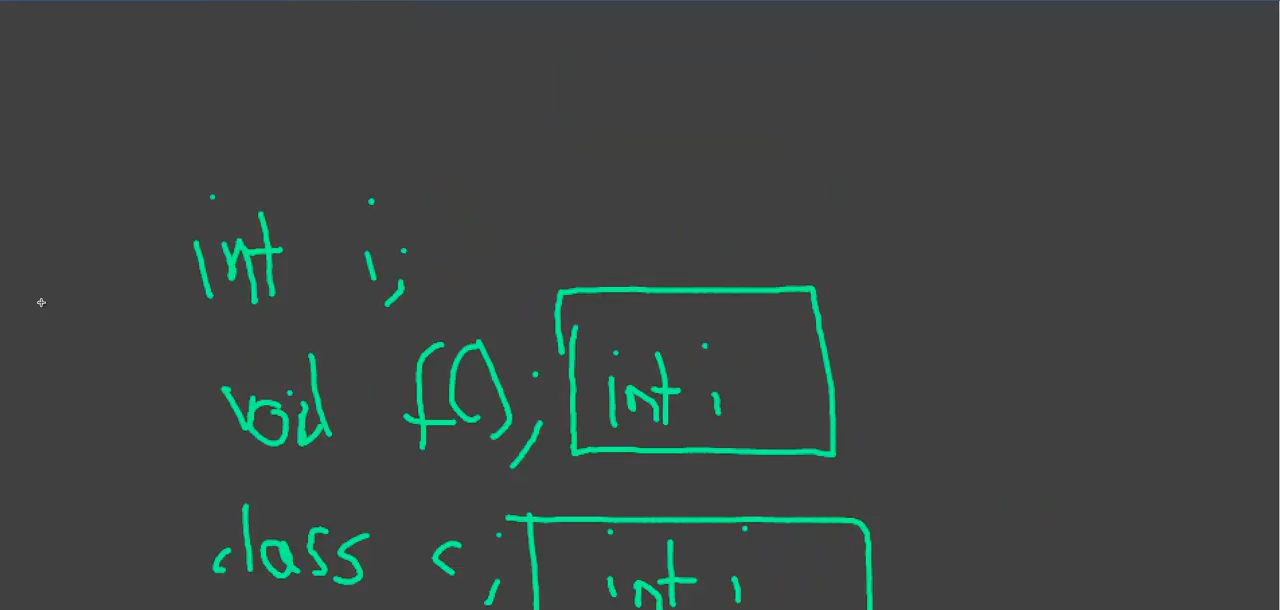 int i;
void f(); int i
class c; int i